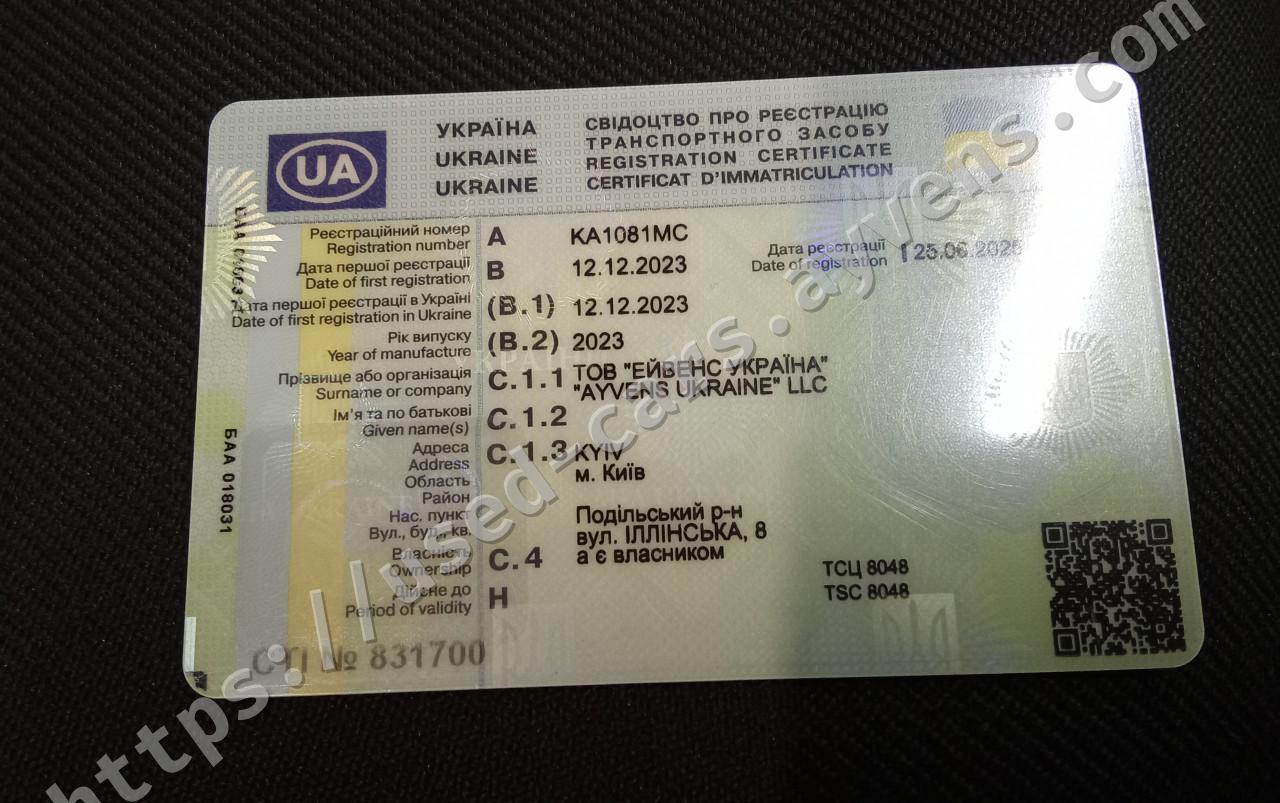 UA
УКРАЇНА
UKRAINE
UKRAINE
СВІДОЦТВО ПРО РЕЄСТРАЦІЮ
ТРАНСПОРТНОГО ЗАСОБУ
REGISTRATION CERTIFICATE
CERTIFICAT D'IMMATRICULATION
Реєстраційний номер
Registration number
A
KA1081MC
Дата реєстрації
Date of registration
25.06.2025
Дата першої реєстрації
Date of first registration
B
12.12.2023
Дата першої реєстрації в Україні
Date of first registration in Ukraine
(B.1)
12.12.2023
Рік випуску
Year of manufacture
(B.2)
2023
Прізвище або організація
Surname or company
C.1.1
ТОВ "ЕЙВЕНС УКРАЇНА"
"AYVENS UKRAINE" LLC
Ім'я та по батькові
Given name(s)
C.1.2
Адреса
Address
Область
Район
Нас. пункт
Вул., буд., кв.
C.1.3
KYIV
м. Київ
Подільський р-н
вул. ІЛЛІНСЬКА, 8
Власність
Ownership
C.4
а є власником
Дійсне до
Period of validity
H
ТСЦ 8048
TSC 8048
СТІ № 831700
БАА 018031
https://used_cars.ayvens.com